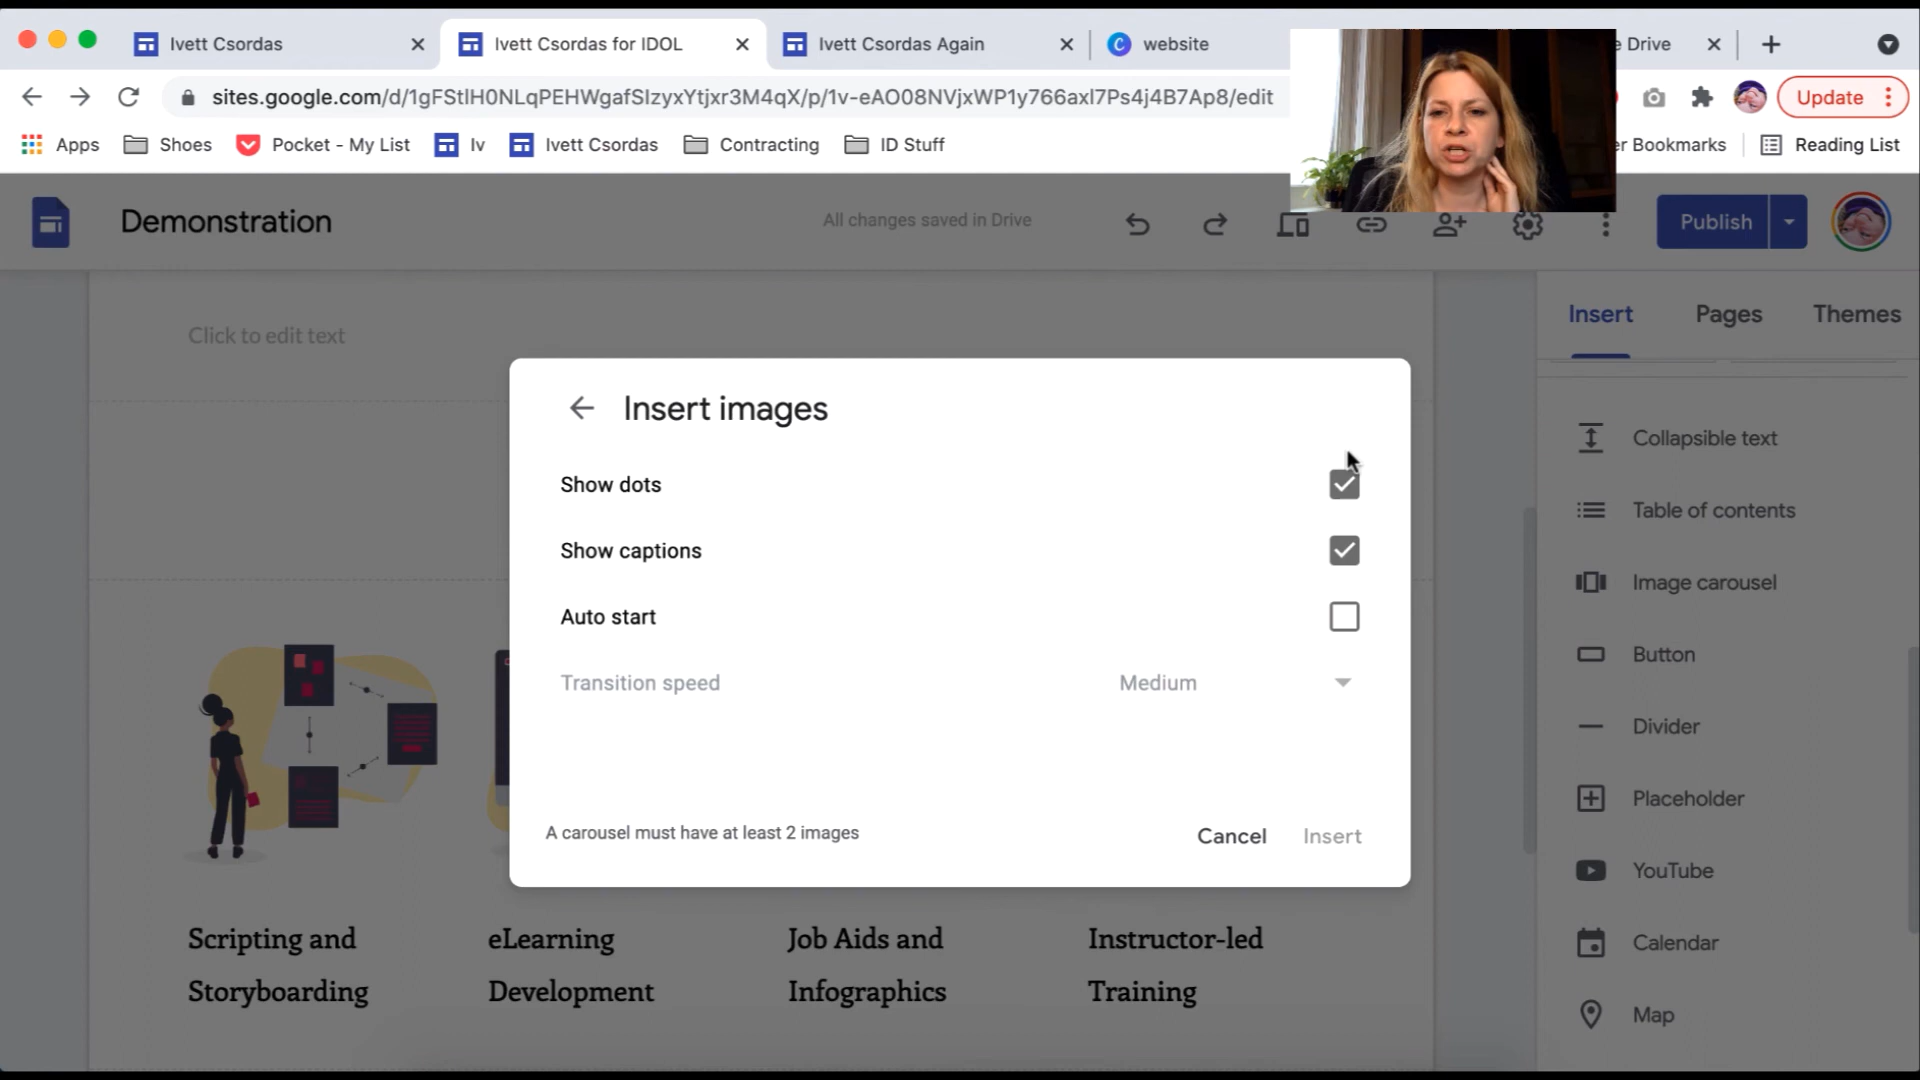 Ivett Csordas
Ivett Csordas for IDOL
Ivett Csordas Again
website
e Drive
sites.google.com/d/1gFStlH0NLqPEHWgafSIzyxYtjxr3M4qX/p/1v-eAO08NVjxWP1y766axl7Ps4j4B7Ap8/edit
Update
Apps
Shoes
Pocket - My List
Iv
Ivett Csordas
Contracting
ID Stuff
er Bookmarks
Reading List
Demonstration
All changes saved in Drive
Publish
Insert
Pages
Themes
Click to edit text
Insert images
Show dots
Show captions
Auto start
Transition speed
Medium
A carousel must have at least 2 images
Cancel
Insert
Collapsible text
Table of contents
Image carousel
Button
Divider
Placeholder
YouTube
Calendar
Map
Scripting and
Storyboarding
eLearning
Development
Job Aids and
Infographics
Instructor-led
Training